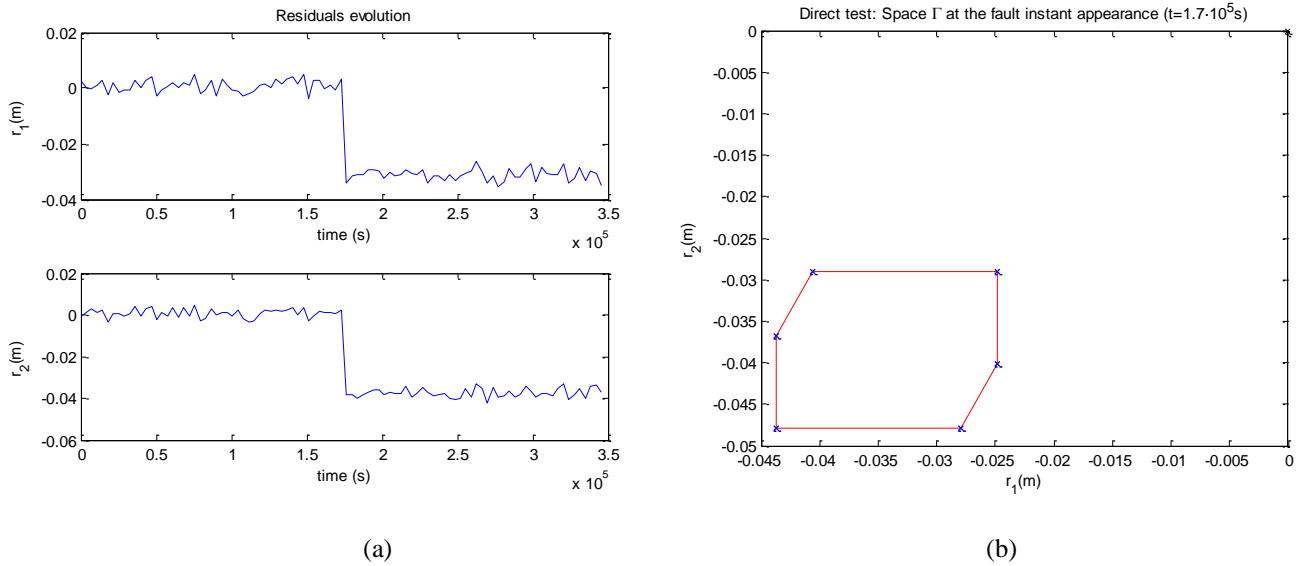 Residuals evolution
0.02
0
-0.02
-0.04
r1(m)
0 0.5 1 1.5 2 2.5 3 3.5
time (s)
x 10^5
0.02
0
-0.02
-0.04
-0.06
r2(m)
0 0.5 1 1.5 2 2.5 3 3.5
time (s)
x 10^5
(a)
Direct test: Space Γ at the fault instant appearance (t=1.7·10^5s)
0
-0.005
-0.01
-0.015
-0.02
-0.025
-0.03
-0.035
-0.04
-0.045
-0.05
r2(m)
-0.045 -0.04 -0.035 -0.03 -0.025 -0.02 -0.015 -0.01 -0.005 0
r1(m)
(b)